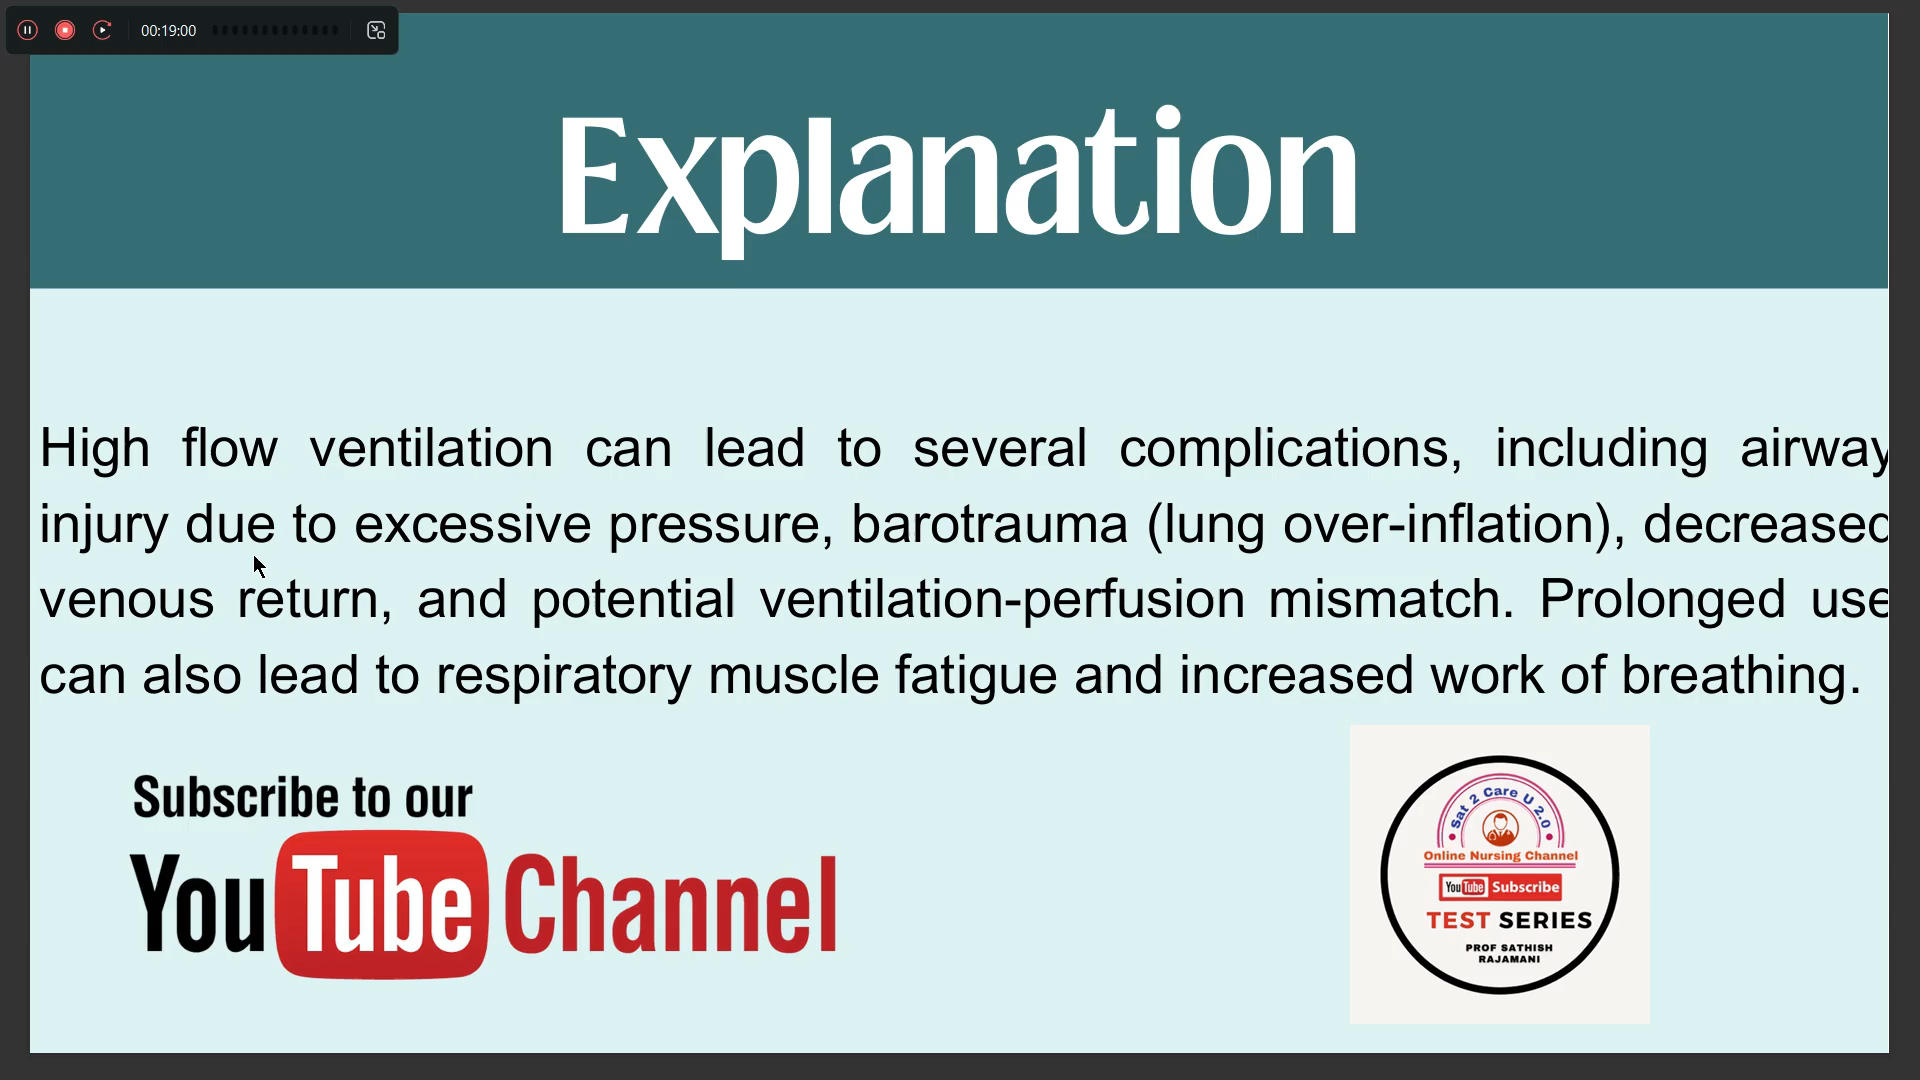 00:19:00
Explanation
High flow ventilation can lead to several complications, including airway
injury due to excessive pressure, barotrauma (lung over-inflation), decreased
venous return, and potential ventilation-perfusion mismatch. Prolonged use
can also lead to respiratory muscle fatigue and increased work of breathing.
Subscribe to our
YouTube Channel
Sat 2 Care U 2.0
Online Nursing Channel
YouTube Subscribe
TEST SERIES
PROF SATHISH
RAJAMANI